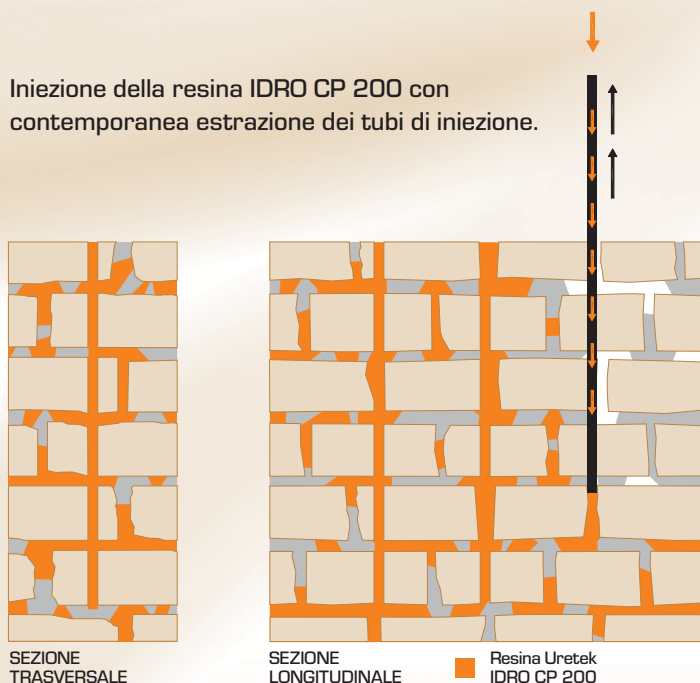 Iniezione della resina IDRO CP 200 con
contemporanea estrazione dei tubi di iniezione.
SEZIONE
TRASVERSALE
SEZIONE
LONGITUDINALE
Resina Uretek
IDRO CP 200